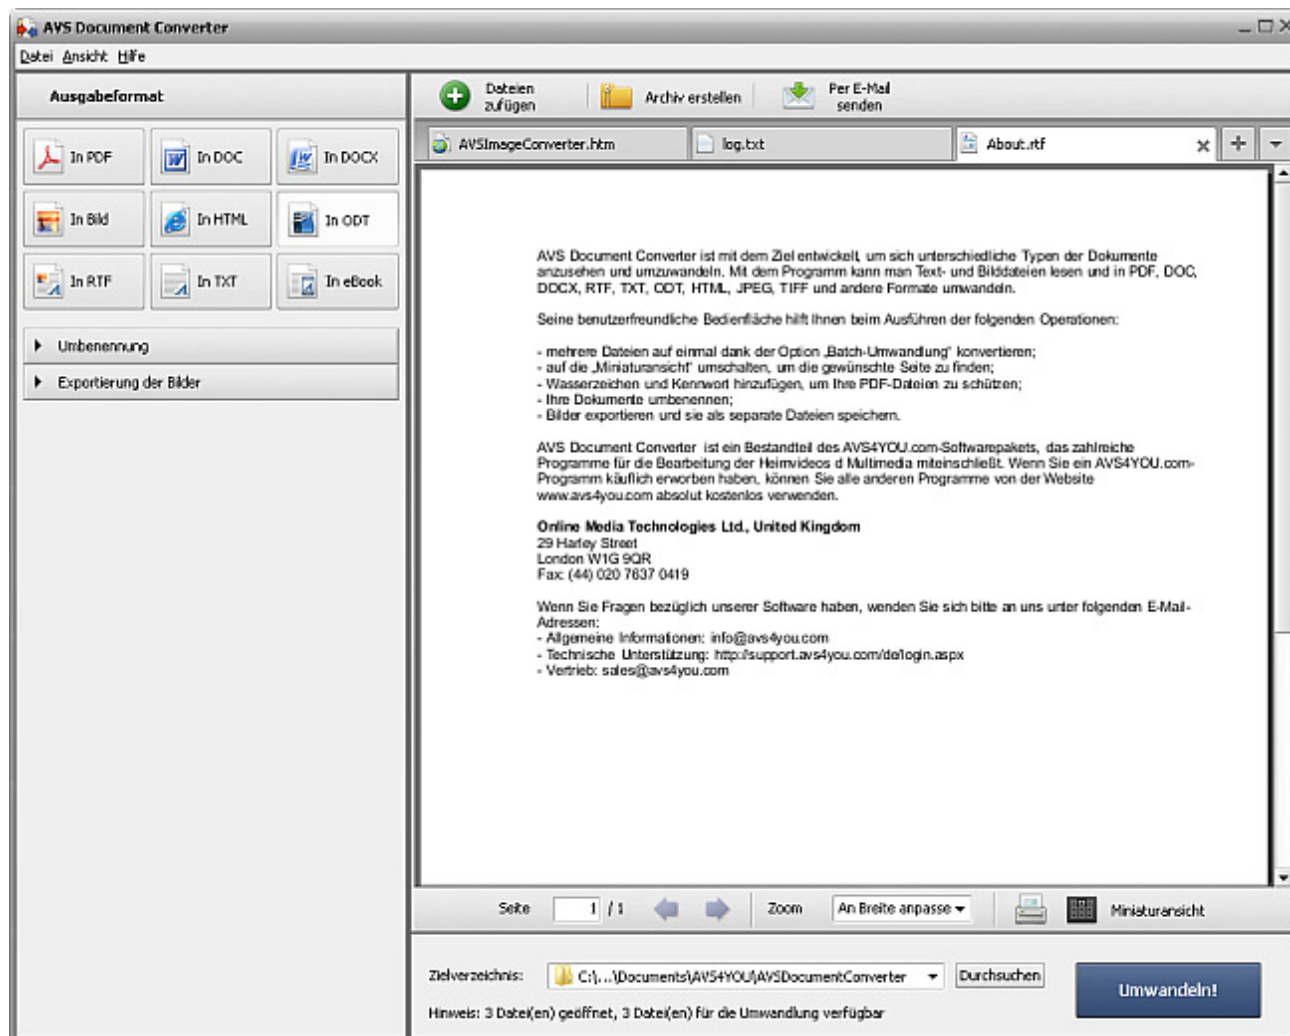 AVS Document Converter
Datei Ansicht Hilfe
Ausgabeformat
In PDF
In DOC
In DOCX
In Bild
In HTML
In ODT
In RTF
In TXT
In eBook
Umbenennung
Exportierung der Bilder
Dateien
zufügen
Archiv erstellen
Per E-Mail
senden
AVSImageConverter.htm
log.txt
About.rtf
AVS Document Converter ist mit dem Ziel entwickelt, um sich unterschiedliche Typen der Dokumente
anzusehen und umzuwandeln. Mit dem Programm kann man Text- und Bilddateien lesen und in PDF, DOC,
DOCX, RTF, TXT, ODT, HTML, JPEG, TIFF und andere Formate umwandeln.
Seine benutzerfreundliche Bedienfläche hilft Ihnen beim Ausführen der folgenden Operationen:
- mehrere Dateien auf einmal dank der Option „Batch-Umwandlung" konvertieren;
- auf die „Miniaturansicht" umschalten, um die gewünschte Seite zu finden;
- Wasserzeichen und Kennwort hinzufügen, um Ihre PDF-Dateien zu schützen;
- Ihre Dokumente umbenennen;
- Bilder exportieren und sie als separate Dateien speichern.
AVS Document Converter ist ein Bestandteil des AVS4YOU.com-Softwarepakets, das zahlreiche
Programme für die Bearbeitung der Heimvideos d Multimedia miteinschließt. Wenn Sie ein AVS4YOU.com-
Programm käuflich erworben haben, können Sie alle anderen Programme von der Website
www.avs4you.com absolut kostenlos verwenden.
Online Media Technologies Ltd., United Kingdom
29 Harley Street
London W1G 9QR
Fax: (44) 020 7637 0419
Wenn Sie Fragen bezüglich unserer Software haben, wenden Sie sich bitte an uns unter folgenden E-Mail-
Adressen:
- Allgemeine Informationen: info@avs4you.com
- Technische Unterstützung: http://support.avs4you.com/de/login.aspx
- Vertrieb: sales@avs4you.com
Seite 1 / 1 Zoom An Breite anpasse Miniaturansicht
Zielverzeichnis: C:\...\Documents\AVS4YOU\AVSDocumentConverter Durchsuchen
Umwandeln!
Hinweis: 3 Datei(en) geöffnet, 3 Datei(en) für die Umwandlung verfügbar